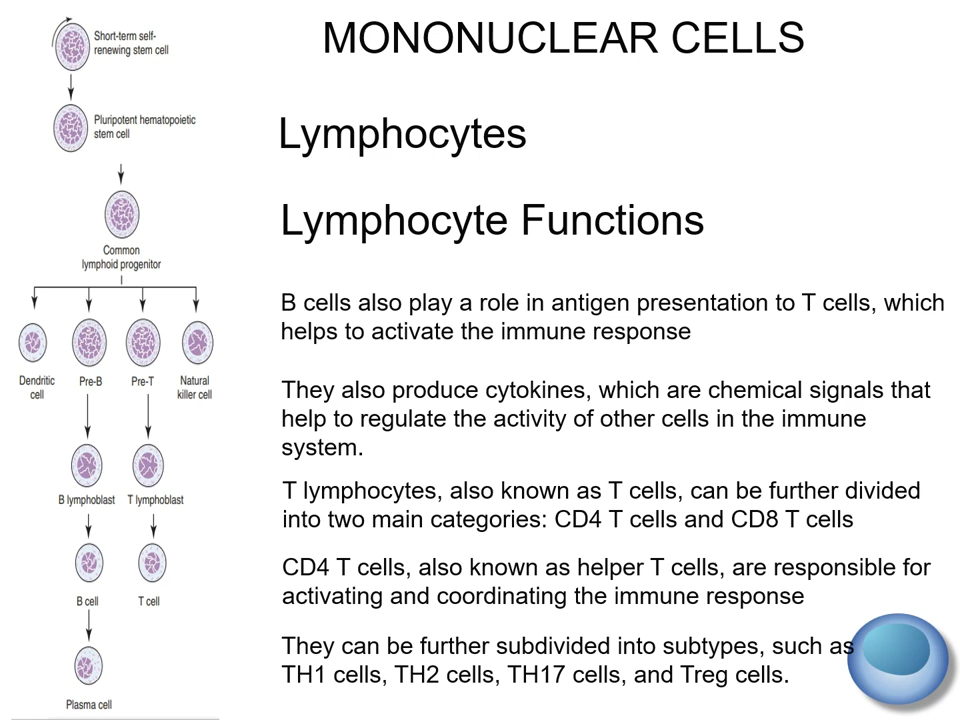 MONONUCLEAR CELLS
Lymphocytes
Lymphocyte Functions
B cells also play a role in antigen presentation to T cells, which
helps to activate the immune response
They also produce cytokines, which are chemical signals that
help to regulate the activity of other cells in the immune
system.
T lymphocytes, also known as T cells, can be further divided
into two main categories: CD4 T cells and CD8 T cells
CD4 T cells, also known as helper T cells, are responsible for
activating and coordinating the immune response
They can be further subdivided into subtypes, such as
TH1 cells, TH2 cells, TH17 cells, and Treg cells.
Short-term self-
renewing stem cell
Pluripotent hematopoietic
stem cell
Common
lymphoid progenitor
Dendritic
cell
Pre-B
Pre-T
Natural
killer cell
B lymphoblast
T lymphoblast
B cell
T cell
Plasma cell